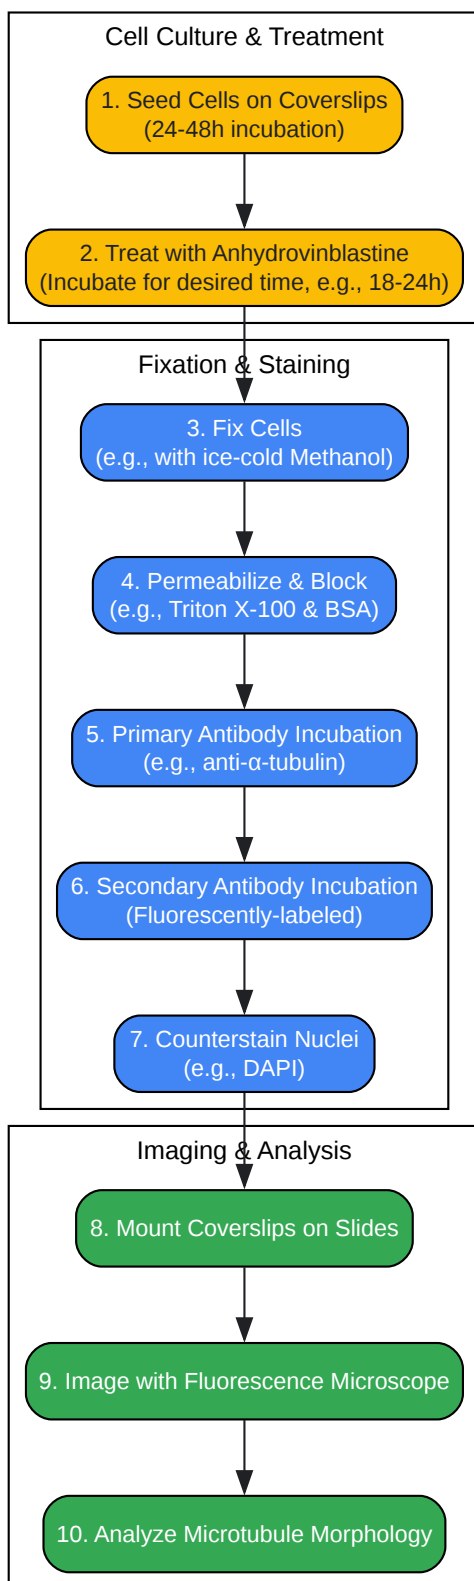 Cell Culture & Treatment
1. Seed Cells on Coverslips
(24-48h incubation)
2. Treat with Anhydrovinblastine
(Incubate for desired time, e.g., 18-24h)
Fixation & Staining
3. Fix Cells
(e.g., with ice-cold Methanol)
4. Permeabilize & Block
(e.g., Triton X-100 & BSA)
5. Primary Antibody Incubation
(e.g., anti-α-tubulin)
6. Secondary Antibody Incubation
(Fluorescently-labeled)
7. Counterstain Nuclei
(e.g., DAPI)
Imaging & Analysis
8. Mount Coverslips on Slides
9. Image with Fluorescence Microscope
10. Analyze Microtubule Morphology